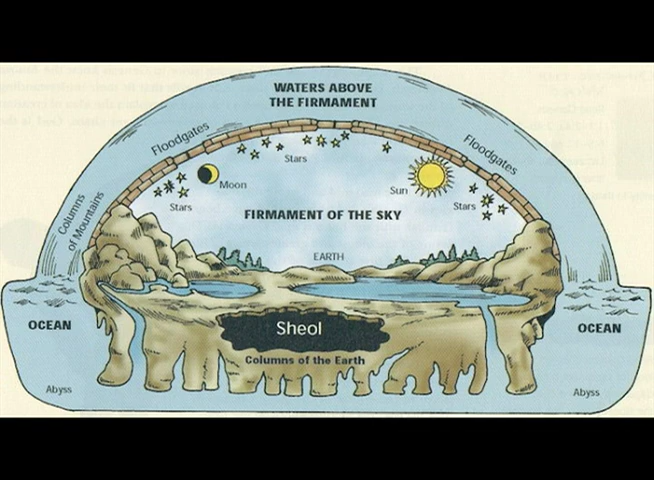 WATERS ABOVE
THE FIRMAMENT
Floodgates
Floodgates
Stars
Moon
Sun
Columns
of Mountains
Stars
Stars
FIRMAMENT OF THE SKY
EARTH
Sheol
OCEAN
OCEAN
Columns of the Earth
Abyss
Abyss